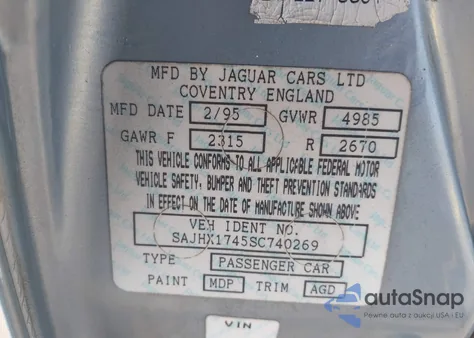 MFD BY JAGUAR CARS LTD
COVENTRY ENGLAND
MFD DATE 2/95 GVWR 4985
GAWR F 2315 R 2670
THIS VEHICLE CONFORMS TO ALL APPLICABLE FEDERAL MOTOR
VEHICLE SAFETY, BUMPER AND THEFT PREVENTION STANDARDS
IN EFFECT ON THE DATE OF MANUFACTURE SHOWN ABOVE
VEH IDENT NO.
SAJHX1745SC740269
TYPE PASSENGER CAR
PAINT MDP TRIM AGD
autoSnap
Pewne auta z aukcji USA i EU
VIN